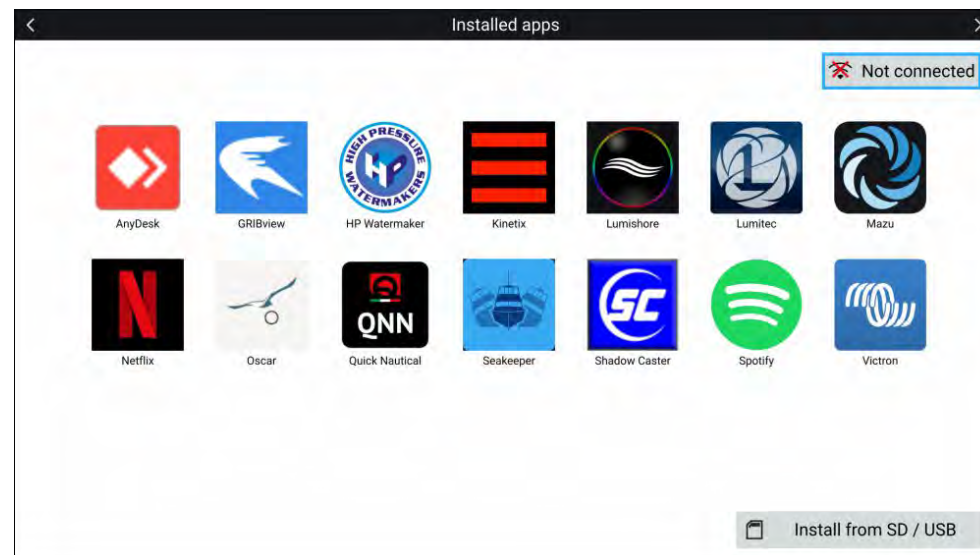 Installed apps
Not connected
HIGH PRESSURE
HP
WATERMAKERS
L
AnyDesk
GRIBview
HP Watermaker
Kinetix
Lumishore
Lumitec
Mazu
N
Q
QNN
SC
Netflix
Oscar
Quick Nautical
Seakeeper
Shadow Caster
Spotify
Victron
Install from SD / USB